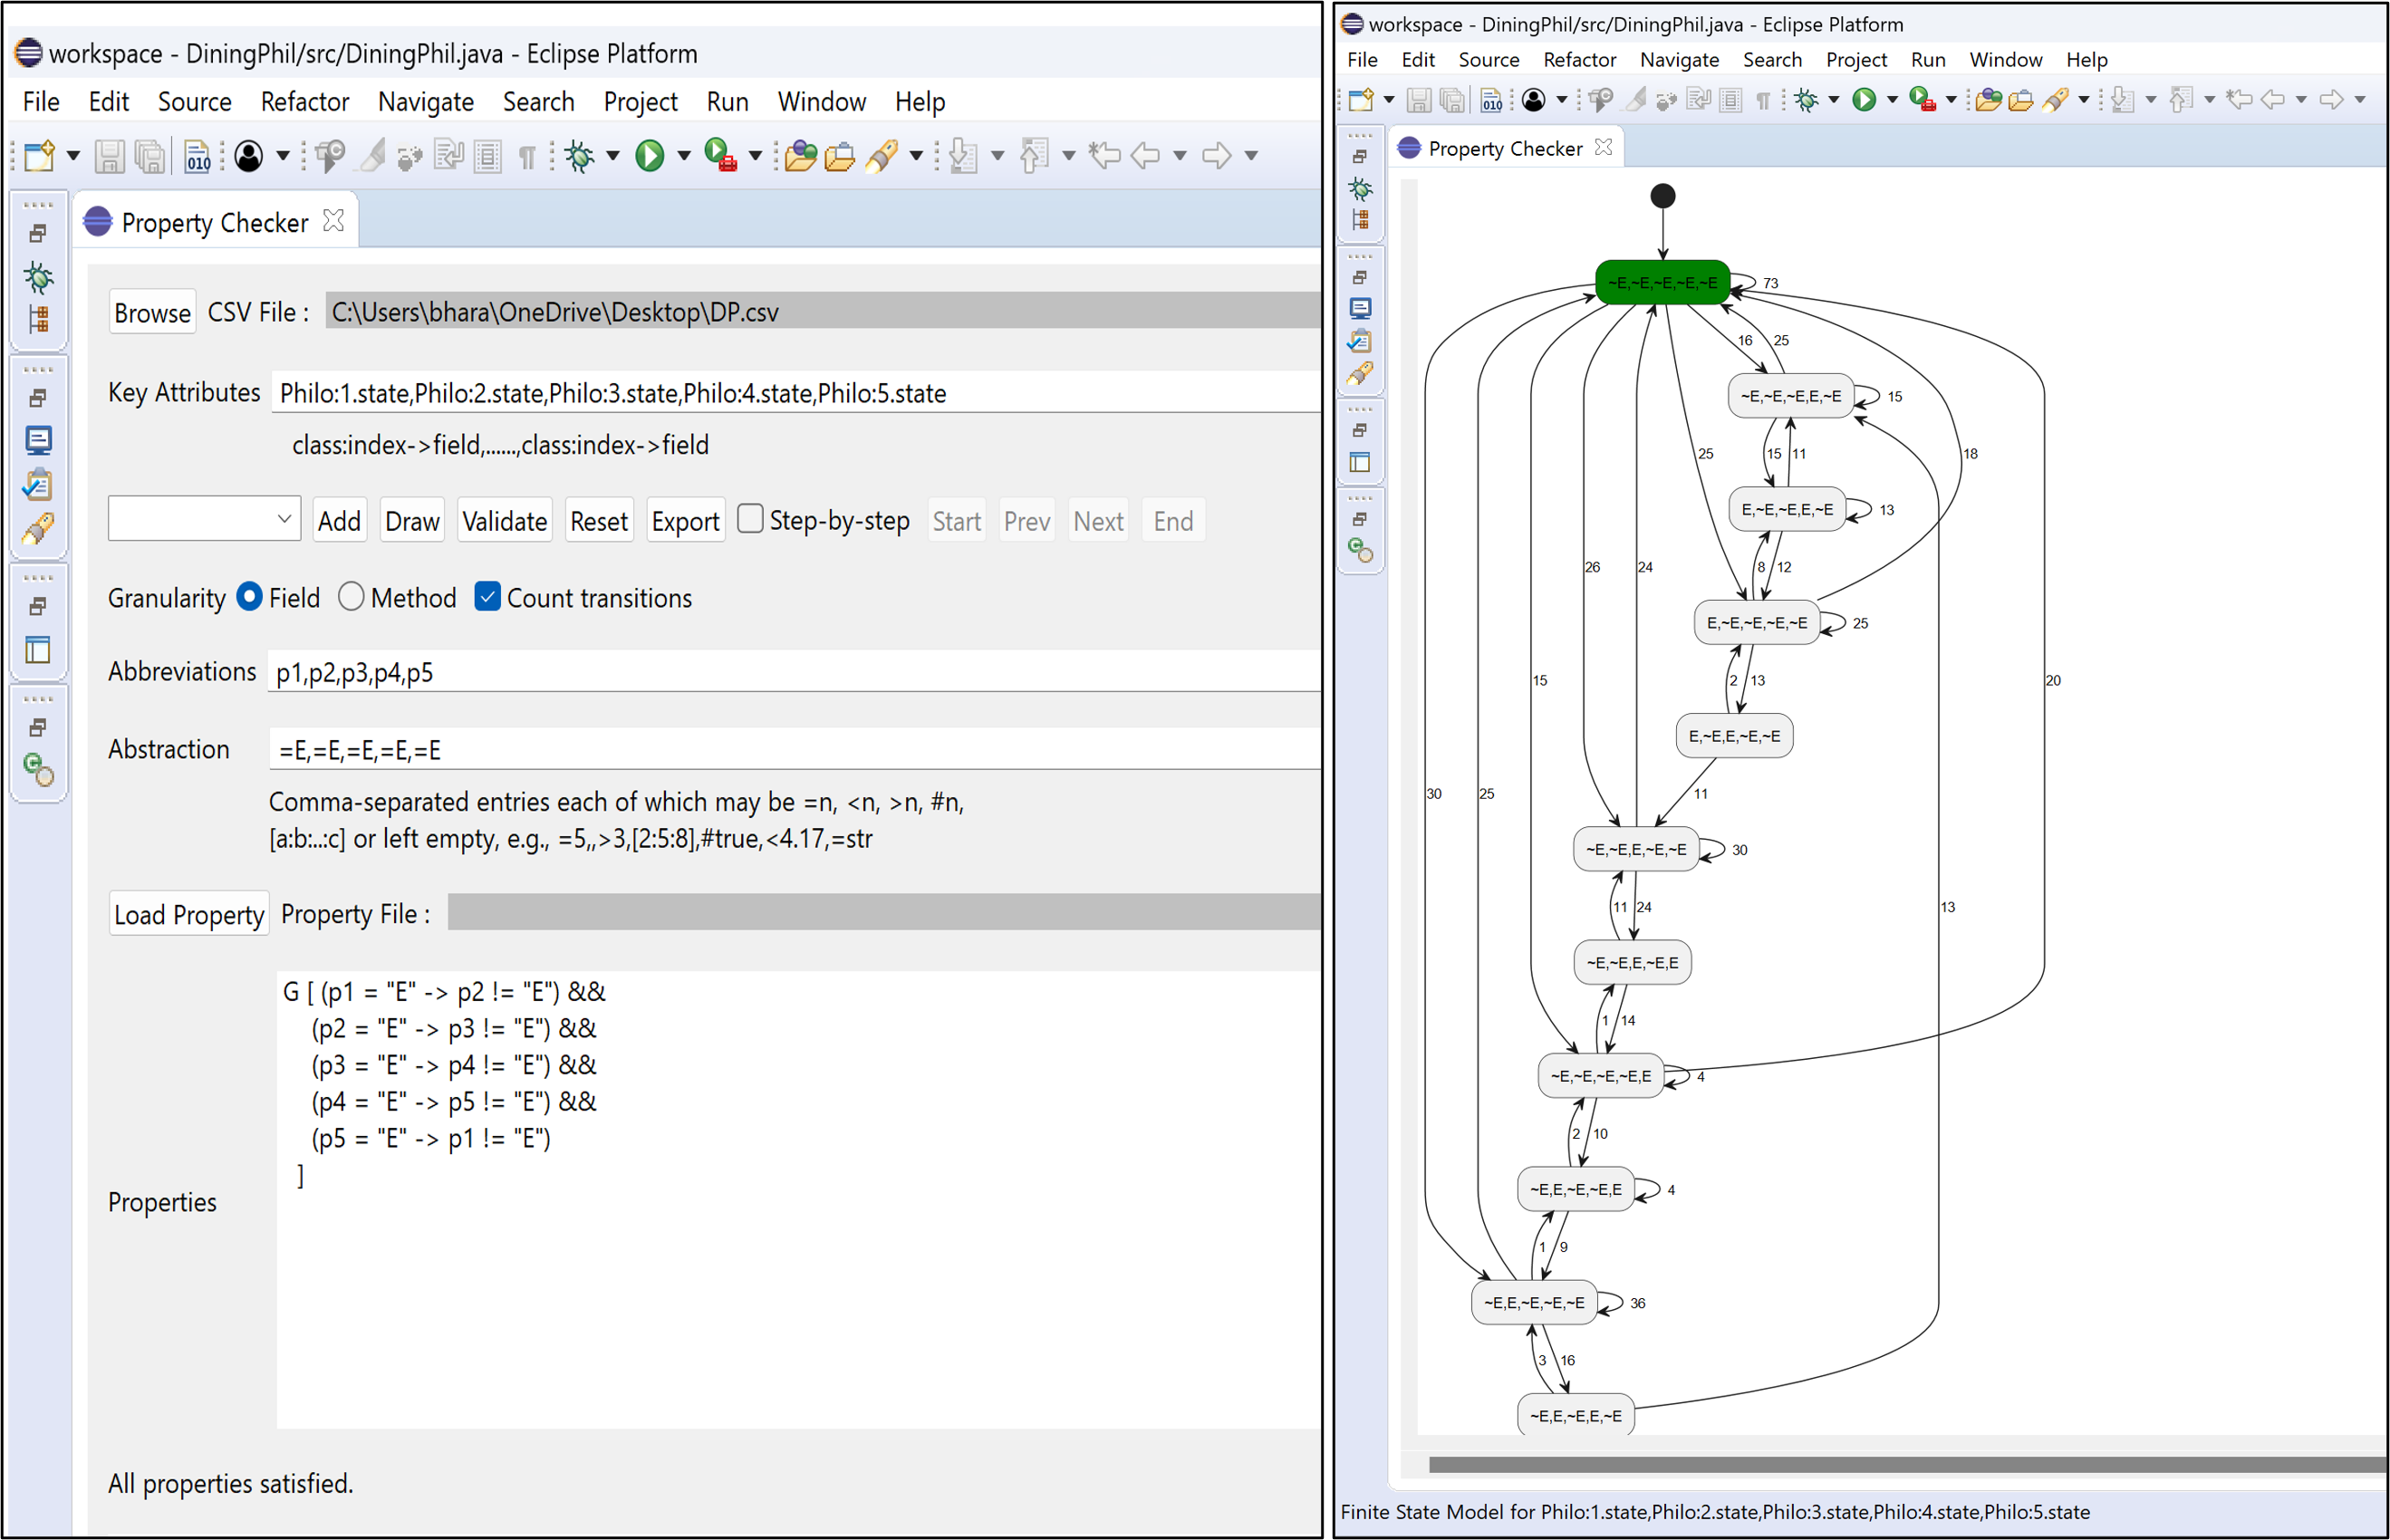 workspace - DiningPhil/src/DiningPhil.java - Eclipse Platform
File Edit Source Refactor Navigate Search Project Run Window Help
010
Property Checker
Browse CSV File : C:\Users\bhara\OneDrive\Desktop\DP.csv
Key Attributes Philo:1.state,Philo:2.state,Philo:3.state,Philo:4.state,Philo:5.state
class:index->field,......,class:index->field
Add Draw Validate Reset Export Step-by-step Start Prev Next End
Granularity Field Method Count transitions
Abbreviations p1,p2,p3,p4,p5
Abstraction =E,=E,=E,=E,=E
Comma-separated entries each of which may be =n, <n, >n, #n,
[a:b:..:c] or left empty, e.g., =5,,>3,[2:5:8],#true,<4.17,=str
Load Property Property File :
G [ (p1 = "E" -> p2 != "E") &&
(p2 = "E" -> p3 != "E") &&
(p3 = "E" -> p4 != "E") &&
(p4 = "E" -> p5 != "E") &&
(p5 = "E" -> p1 != "E")
]
Properties
All properties satisfied.
workspace - DiningPhil/src/DiningPhil.java - Eclipse Platform
File Edit Source Refactor Navigate Search Project Run Window Help
010
Property Checker
~E,~E,~E,~E,~E 73
16 25
~E,~E,~E,E,~E 15
25 15 11 18
E,~E,~E,E,~E 13
26 24 8 12
E,~E,~E,~E,~E 25
15 2 13 20
E,~E,E,~E,~E
30 25 11
~E,~E,E,~E,~E 30
11 24 13
~E,~E,E,~E,E
1 14
~E,~E,~E,~E,E 4
2 10
~E,E,~E,~E,E 4
1 9
~E,E,~E,~E,~E 36
3 16
~E,E,~E,E,~E
Finite State Model for Philo:1.state,Philo:2.state,Philo:3.state,Philo:4.state,Philo:5.state